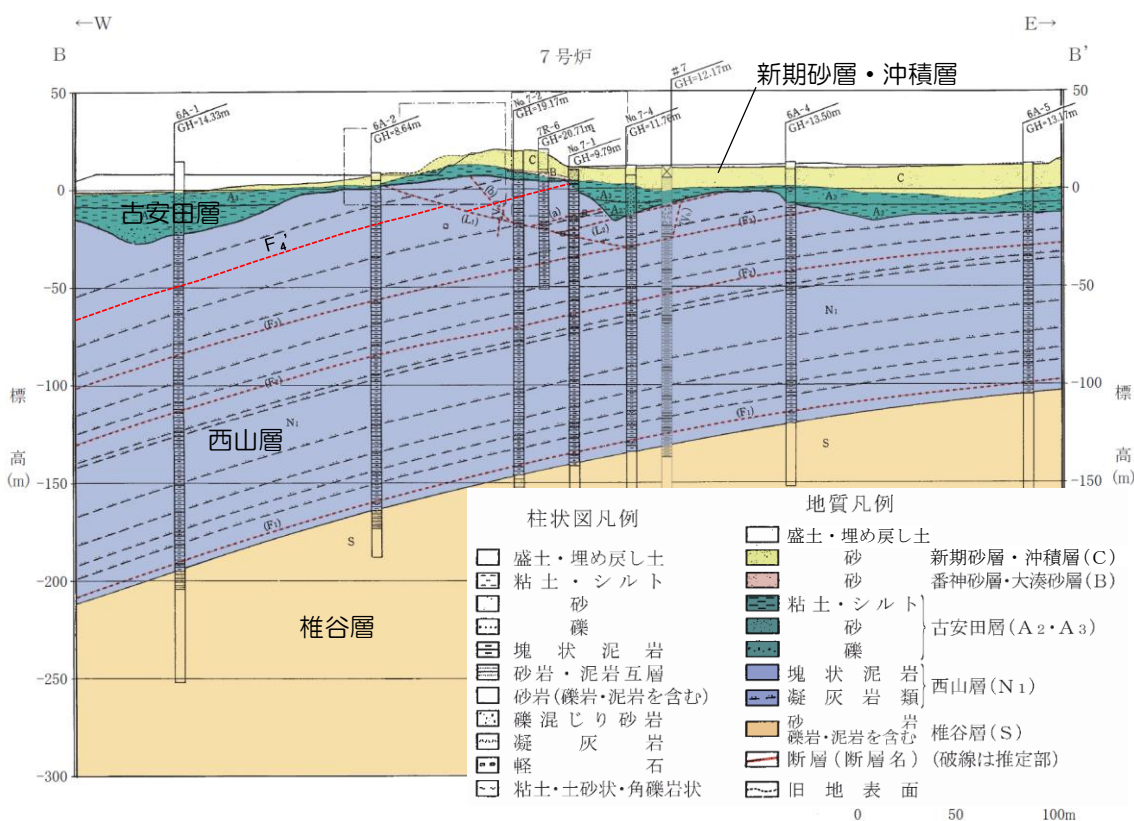 ←W
E→
B
7号炉
B'
新期砂層・沖積層
#7
GH=12.17m
6A-1
GH=14.33m
6A-2
GH=8.64m
No.7-2
GH=19.17m
7R-6
GH=20.71m
No.7-1
GH=9.79m
No.7-4
GH=11.76m
6A-4
GH=13.50m
6A-5
GH=13.17m
50
0
-50
-100
-150
-200
-250
-300
標
高
(m)
50
0
-50
-100
-150
標
高
(m)
C
B
C
A₃
A₂
古安田層
F₄'
(L₁)
(a)
(L₂)
(F₃)
(F₂)
(F₁)
(F₁)
N₁
N₁
西山層
S
S
椎谷層
柱状図凡例
盛土・埋め戻し土
粘土・シルト
砂
礫
塊状泥岩
砂岩・泥岩互層
砂岩(礫岩・泥岩を含む)
礫混じり砂岩
凝灰岩
軽石
粘土・土砂状・角礫岩状
地質凡例
盛土・埋め戻し土
砂 新期砂層・沖積層(C)
砂 番神砂層・大湊砂層(B)
粘土・シルト
砂 古安田層(A₂・A₃)
礫
塊状泥岩
凝灰岩類
西山層(N₁)
砂岩
礫岩・泥岩を含む
椎谷層(S)
断層(断層名)(破線は推定部)
旧地表面
0 50 100m